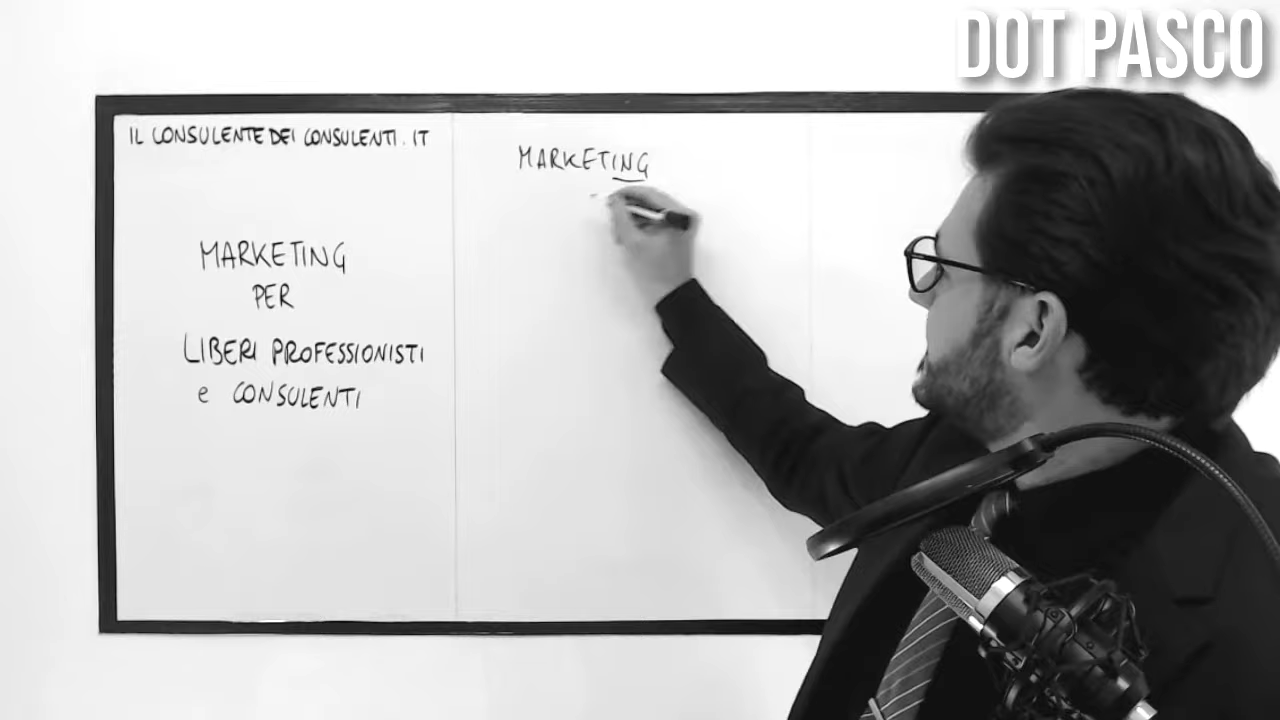 DOT PASCO
IL CONSULENTE DEI CONSULENTI.IT
MARKETING
PER
LIBERI PROFESSIONISTI
e CONSULENTI
MARKETING